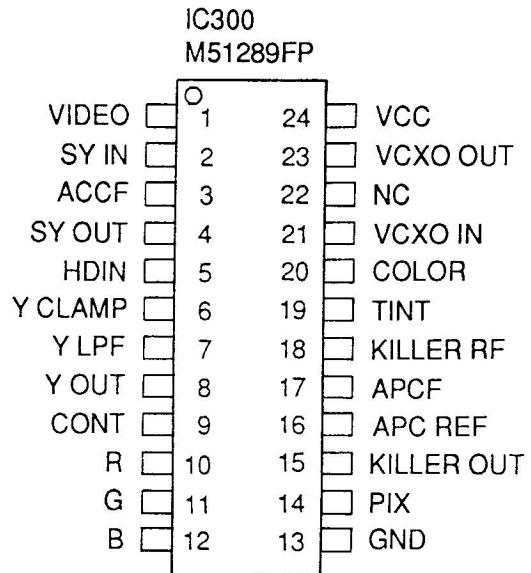 IC300
M51289FP
VIDEO 1 24 VCC
SY IN 2 23 VCXO OUT
ACCF 3 22 NC
SY OUT 4 21 VCXO IN
HDIN 5 20 COLOR
Y CLAMP 6 19 TINT
Y LPF 7 18 KILLER RF
Y OUT 8 17 APCF
CONT 9 16 APC REF
R 10 15 KILLER OUT
G 11 14 PIX
B 12 13 GND